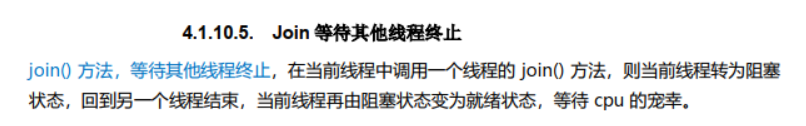 4.1.10.5. Join 等待其他线程终止
join() 方法，等待其他线程终止，在当前线程中调用一个线程的 join() 方法，则当前线程转为阻塞
状态，回到另一个线程结束，当前线程再由阻塞状态变为就绪状态，等待 cpu 的宠幸。